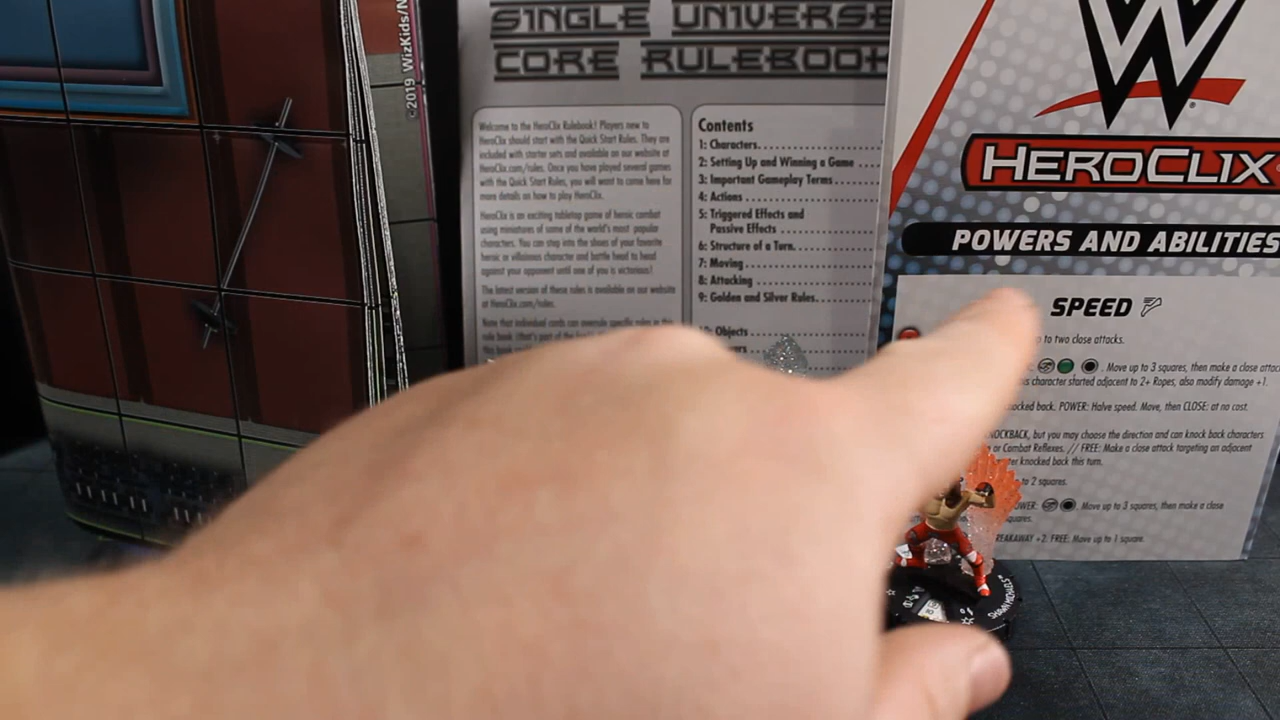 ©2019 WizKids/N
SINGLE UNIVERSE
CORE RULEBOOK
Welcome to the HeroClix Rulebook! Players new to
HeroClix should start with the Quick Start Rules. They are
included with starter sets and available on our website at
HeroClix.com/rules. Once you have played several games
with the Quick Start Rules, you will want to come here for
more details on how to play HeroClix.
HeroClix is an exciting tabletop game of heroic combat
using miniatures of some of the world's most popular
characters. You can step into the shoes of your favorite
heroic or villainous character and battle head to head
against your opponent until one of you is victorious!
The latest version of these rules is available on our website
at HeroClix.com/rules.
Note that individual cards can override specific rules in this
rule book (that's part of the
Contents
1: Characters
2: Setting Up and Winning a Game
3: Important Gameplay Terms
4: Actions
5: Triggered Effects and
Passive Effects
6: Structure of a Turn
7: Moving
8: Attacking
9: Golden and Silver Rules
Objects
W
HEROCLIX
POWERS AND ABILITIES
SPEED
to two close attacks.
. Move up to 3 squares, then make a close attac
character started adjacent to 2+ Ropes, also modify damage +1.
ocked back. POWER: Halve speed. Move, then CLOSE: at no cost.
NOCKBACK, but you may choose the direction and can knock back characters
or Combat Reflexes. // FREE: Make a close attack targeting an adjacent
ter knocked back this turn.
to 2 squares.
OWER: . Move up to 3 squares, then make a close
quares.
REAKAWAY +2. FREE: Move up to 1 square.
SHAWN MICHAELS